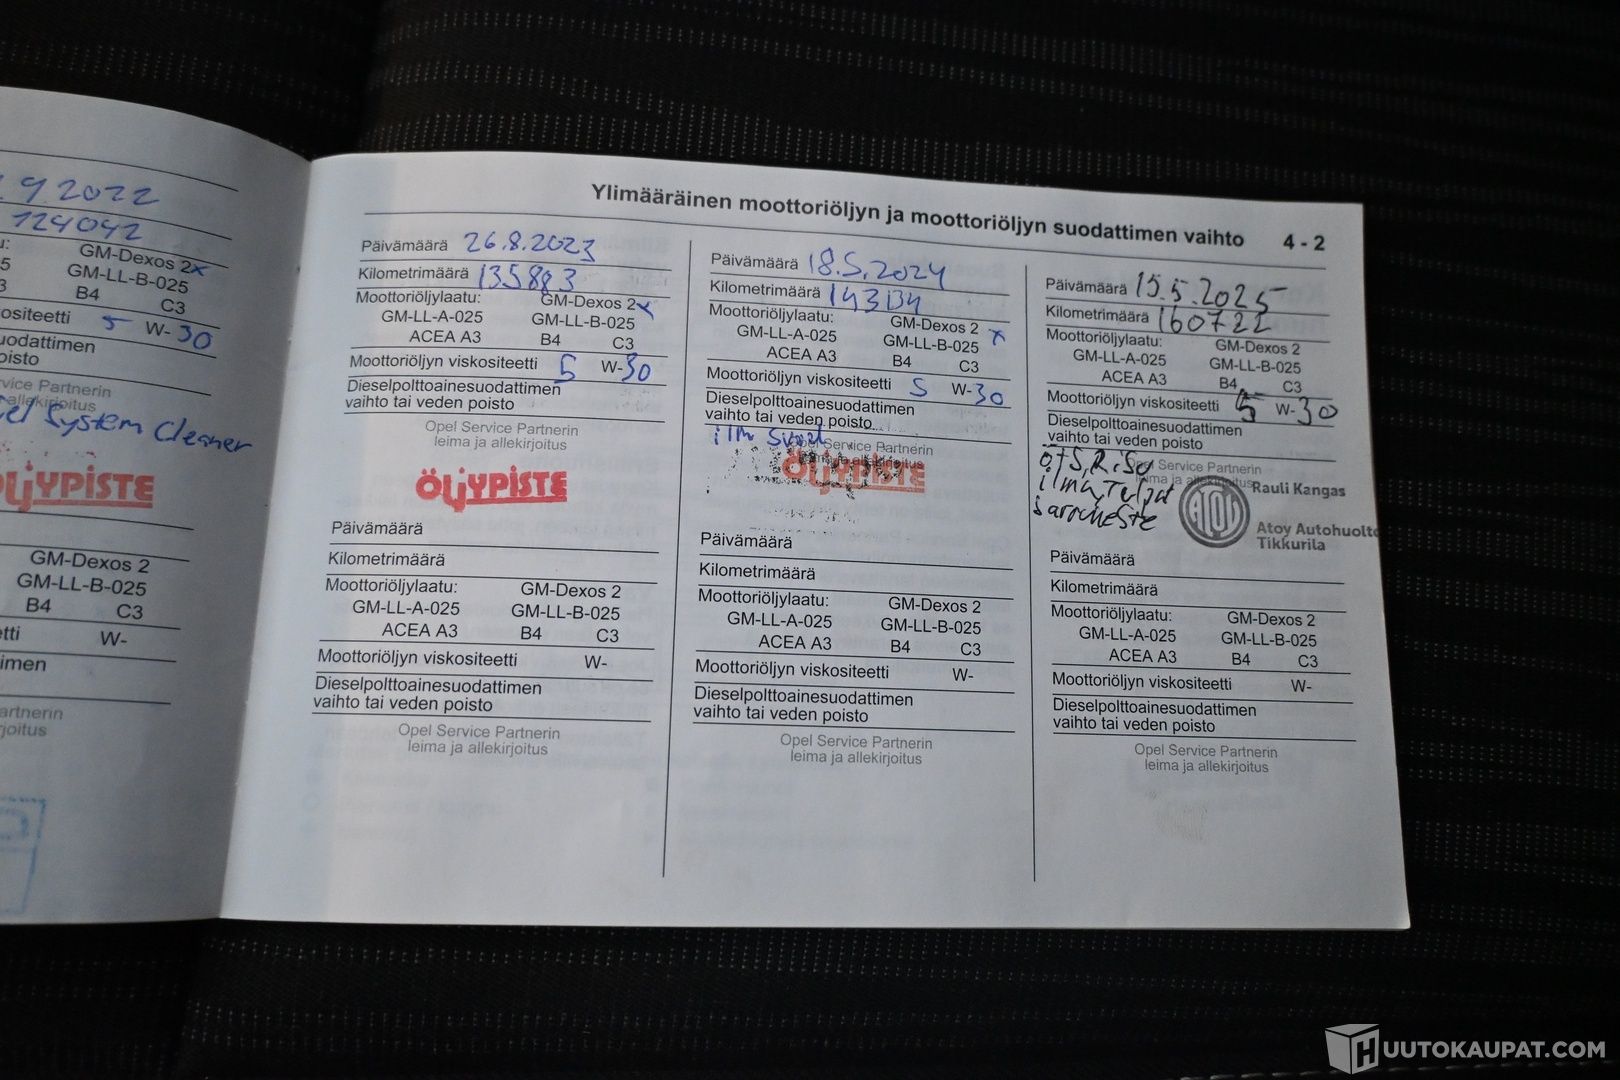 .9.2022
124042
GM-Dexos 2x
GM-LL-B-025
B4 C3
5 W-30
System Cleaner
ÖLJYPISTE
GM-Dexos 2
GM-LL-B-025
B4 C3
W-
Ylimääräinen moottoriöljyn ja moottoriöljyn suodattimen vaihto 4 - 2
Päivämäärä 26.8.2023
Kilometrimäärä 135883
Moottoriöljylaatu: GM-Dexos 2 x
GM-LL-A-025 GM-LL-B-025
ACEA A3 B4 C3
Moottoriöljyn viskositeetti 5 W-30
Dieselpolttoainesuodattimen
vaihto tai veden poisto
Opel Service Partnerin
leima ja allekirjoitus
ÖLJYPISTE
Päivämäärä
Kilometrimäärä
Moottoriöljylaatu: GM-Dexos 2
GM-LL-A-025 GM-LL-B-025
ACEA A3 B4 C3
Moottoriöljyn viskositeetti W-
Dieselpolttoainesuodattimen
vaihto tai veden poisto
Opel Service Partnerin
leima ja allekirjoitus
Päivämäärä 18.5.2024
Kilometrimäärä 143134
Moottoriöljylaatu: GM-Dexos 2 x
GM-LL-A-025 GM-LL-B-025
ACEA A3 B4 C3
Moottoriöljyn viskositeetti 5 W-30
Dieselpolttoainesuodattimen
vaihto tai veden poisto
Opel Service Partnerin
leima ja allekirjoitus
ilm suod.
ÖLJYPISTE
Päivämäärä
Kilometrimäärä
Moottoriöljylaatu: GM-Dexos 2
GM-LL-A-025 GM-LL-B-025
ACEA A3 B4 C3
Moottoriöljyn viskositeetti W-
Dieselpolttoainesuodattimen
vaihto tai veden poisto
Opel Service Partnerin
leima ja allekirjoitus
Päivämäärä 15.5.2025
Kilometrimäärä 160722
Moottoriöljylaatu: GM-Dexos 2
GM-LL-A-025 GM-LL-B-025
ACEA A3 B4 C3
Moottoriöljyn viskositeetti 5 W-30
Dieselpolttoainesuodattimen
vaihto tai veden poisto
Opel Service Partnerin
leima ja allekirjoitus
ö+s,R.so
ilma,Tulpat
Jarruneste
ATOY
Rauli Kangas
Atoy Autohuolto
Tikkurila
Päivämäärä
Kilometrimäärä
Moottoriöljylaatu: GM-Dexos 2
GM-LL-A-025 GM-LL-B-025
ACEA A3 B4 C3
Moottoriöljyn viskositeetti W-
Dieselpolttoainesuodattimen
vaihto tai veden poisto
Opel Service Partnerin
leima ja allekirjoitus
HUUTOKAUPAT.COM